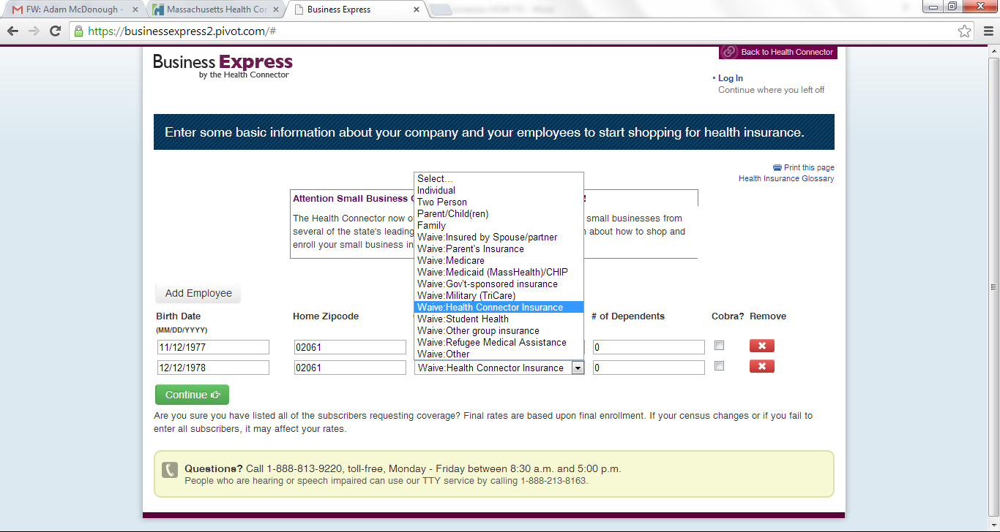 FW: Adam McDonough -
Massachusetts Health Cor
Business Express
https://businessexpress2.pivot.com/#
Back to Health Connector
Business Express
by the Health Connector
Log In
Continue where you left off
Enter some basic information about your company and your employees to start shopping for health insurance.
Print this page
Health Insurance Glossary
Attention Small Business !
The Health Connector now small businesses from
several of the state's leading about how to shop and
enroll your small business in
Select...
Individual
Two Person
Parent/Child(ren)
Family
Waive:Insured by Spouse/partner
Waive:Parent's Insurance
Waive:Medicare
Waive:Medicaid (MassHealth)/CHIP
Waive:Gov't-sponsored insurance
Waive:Military (TriCare)
Waive:Health Connector Insurance
Waive:Student Health
Waive:Other group insurance
Waive:Refugee Medical Assistance
Waive:Other
Add Employee
Birth Date Home Zipcode # of Dependents Cobra? Remove
(MM/DD/YYYY)
11/12/1977 02061 0
12/12/1978 02061 Waive:Health Connector Insurance 0
Continue
Are you sure you have listed all of the subscribers requesting coverage? Final rates are based upon final enrollment. If your census changes or if you fail to
enter all subscribers, it may affect your rates.
Questions? Call 1-888-813-9220, toll-free, Monday - Friday between 8:30 a.m. and 5:00 p.m.
People who are hearing or speech impaired can use our TTY service by calling 1-888-213-8163.